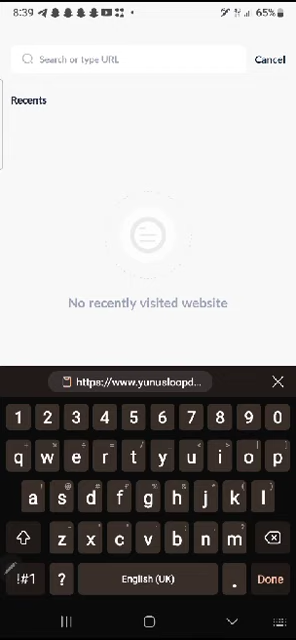 8:39 65%
Search or type URL Cancel
Recents
No recently visited website
https://www.yunusloapd...
1 2 3 4 5 6 7 8 9 0
q w e r t y u i o p
a s d f g h j k l
z x c v b n m
!#1 ? English (UK) . Done